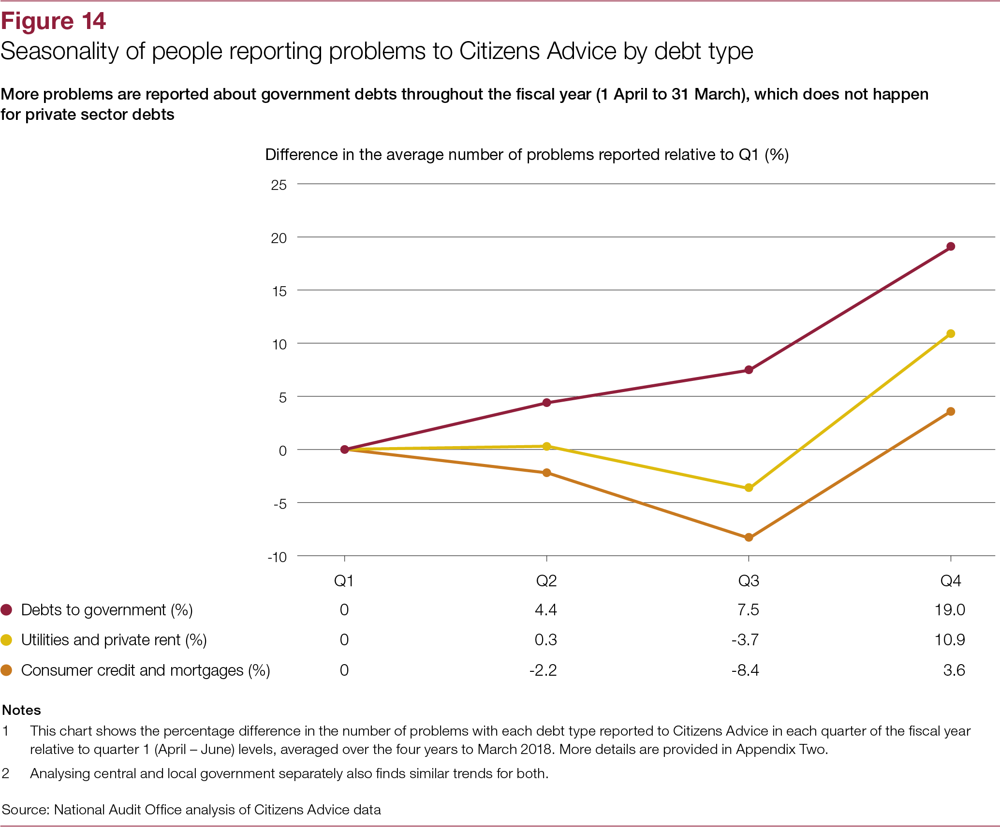 Figure 14
Seasonality of people reporting problems to Citizens Advice by debt type
More problems are reported about government debts throughout the fiscal year (1 April to 31 March), which does not happen
for private sector debts
Difference in the average number of problems reported relative to Q1 (%)
25
20
15
10
5
0
-5
-10
Q1 Q2 Q3 Q4
Debts to government (%) 0 4.4 7.5 19.0
Utilities and private rent (%) 0 0.3 -3.7 10.9
Consumer credit and mortgages (%) 0 -2.2 -8.4 3.6
Notes
1 This chart shows the percentage difference in the number of problems with each debt type reported to Citizens Advice in each quarter of the fiscal year
relative to quarter 1 (April – June) levels, averaged over the four years to March 2018. More details are provided in Appendix Two.
2 Analysing central and local government separately also finds similar trends for both.
Source: National Audit Office analysis of Citizens Advice data